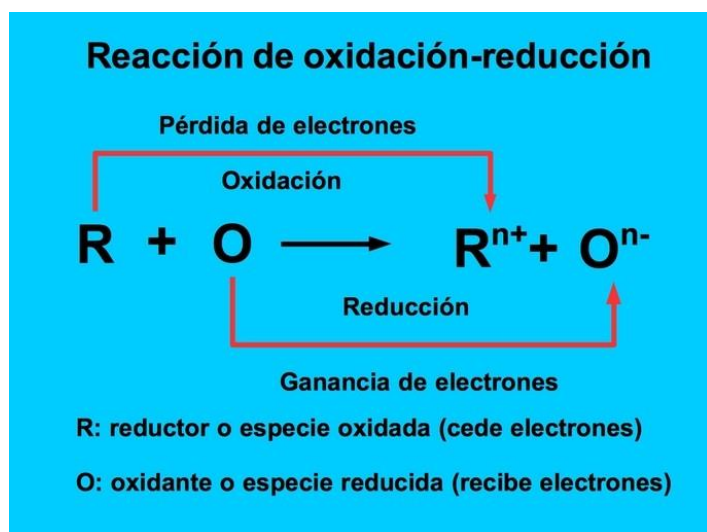 Reacción de oxidación-reducción
Pérdida de electrones
Oxidación
R + O → Rⁿ⁺ + Oⁿ⁻
Reducción
Ganancia de electrones
R: reductor o especie oxidada (cede electrones)
O: oxidante o especie reducida (recibe electrones)